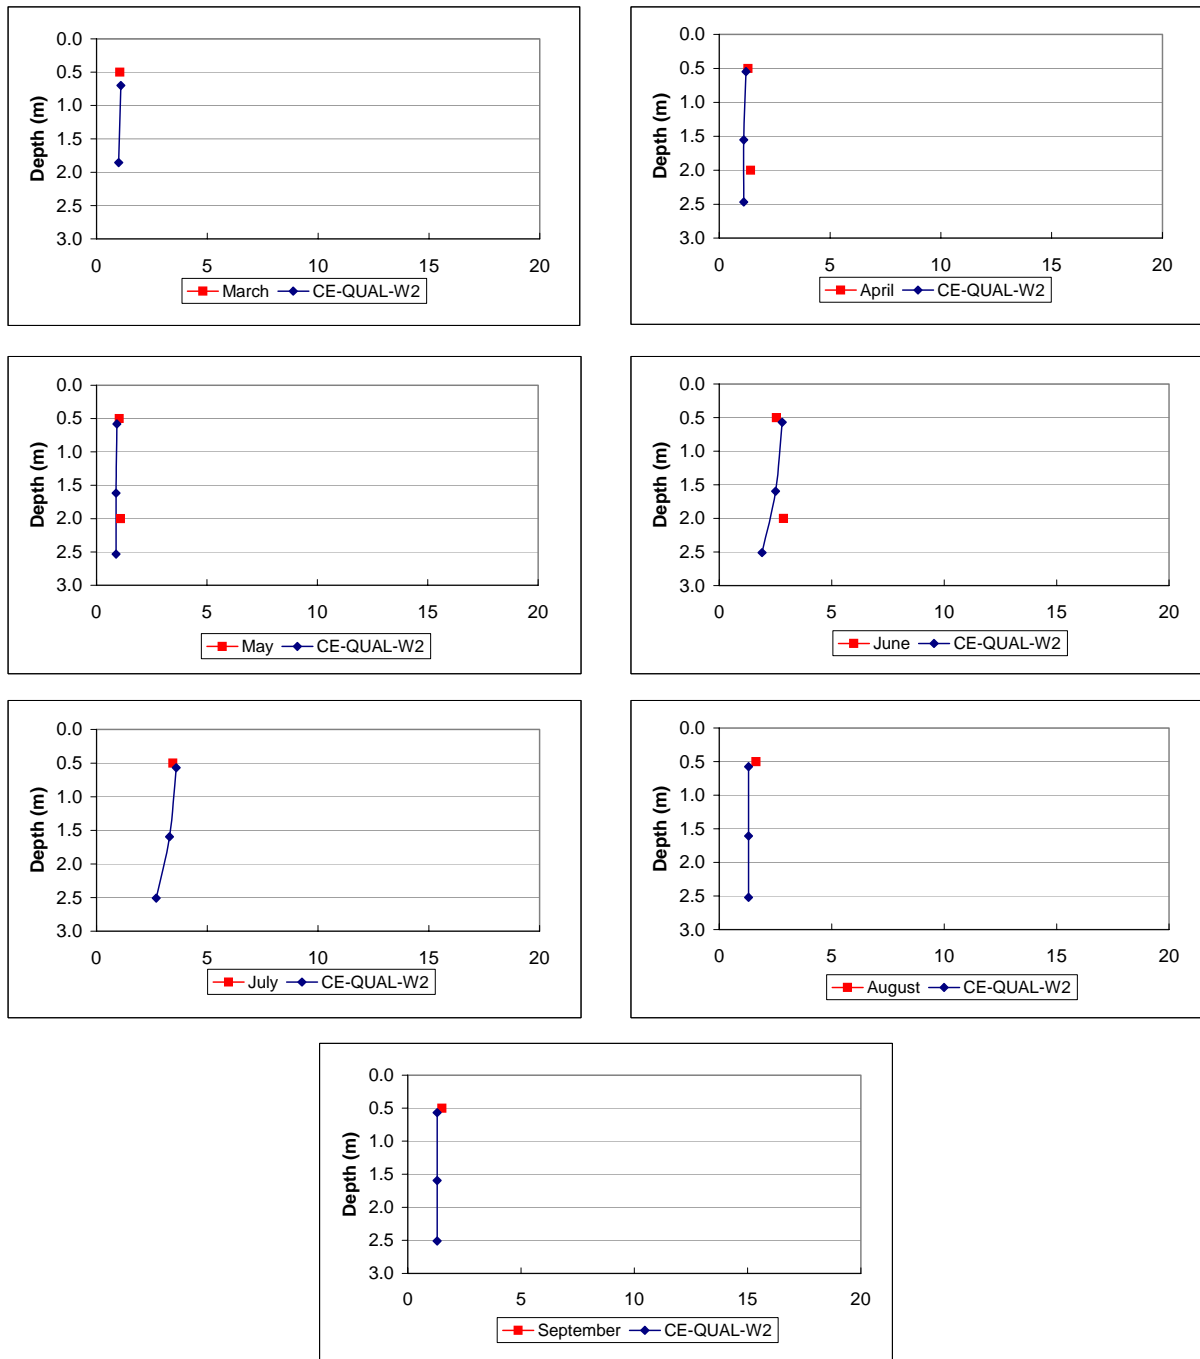 0.0
0.5
1.0
1.5
2.0
2.5
3.0
Depth (m)
0 5 10 15 20
March CE-QUAL-W2
0.0
0.5
1.0
1.5
2.0
2.5
3.0
Depth (m)
0 5 10 15 20
April CE-QUAL-W2
0.0
0.5
1.0
1.5
2.0
2.5
3.0
Depth (m)
0 5 10 15 20
May CE-QUAL-W2
0.0
0.5
1.0
1.5
2.0
2.5
3.0
Depth (m)
0 5 10 15 20
June CE-QUAL-W2
0.0
0.5
1.0
1.5
2.0
2.5
3.0
Depth (m)
0 5 10 15 20
July CE-QUAL-W2
0.0
0.5
1.0
1.5
2.0
2.5
3.0
Depth (m)
0 5 10 15 20
August CE-QUAL-W2
0.0
0.5
1.0
1.5
2.0
2.5
3.0
Depth (m)
0 5 10 15 20
September CE-QUAL-W2